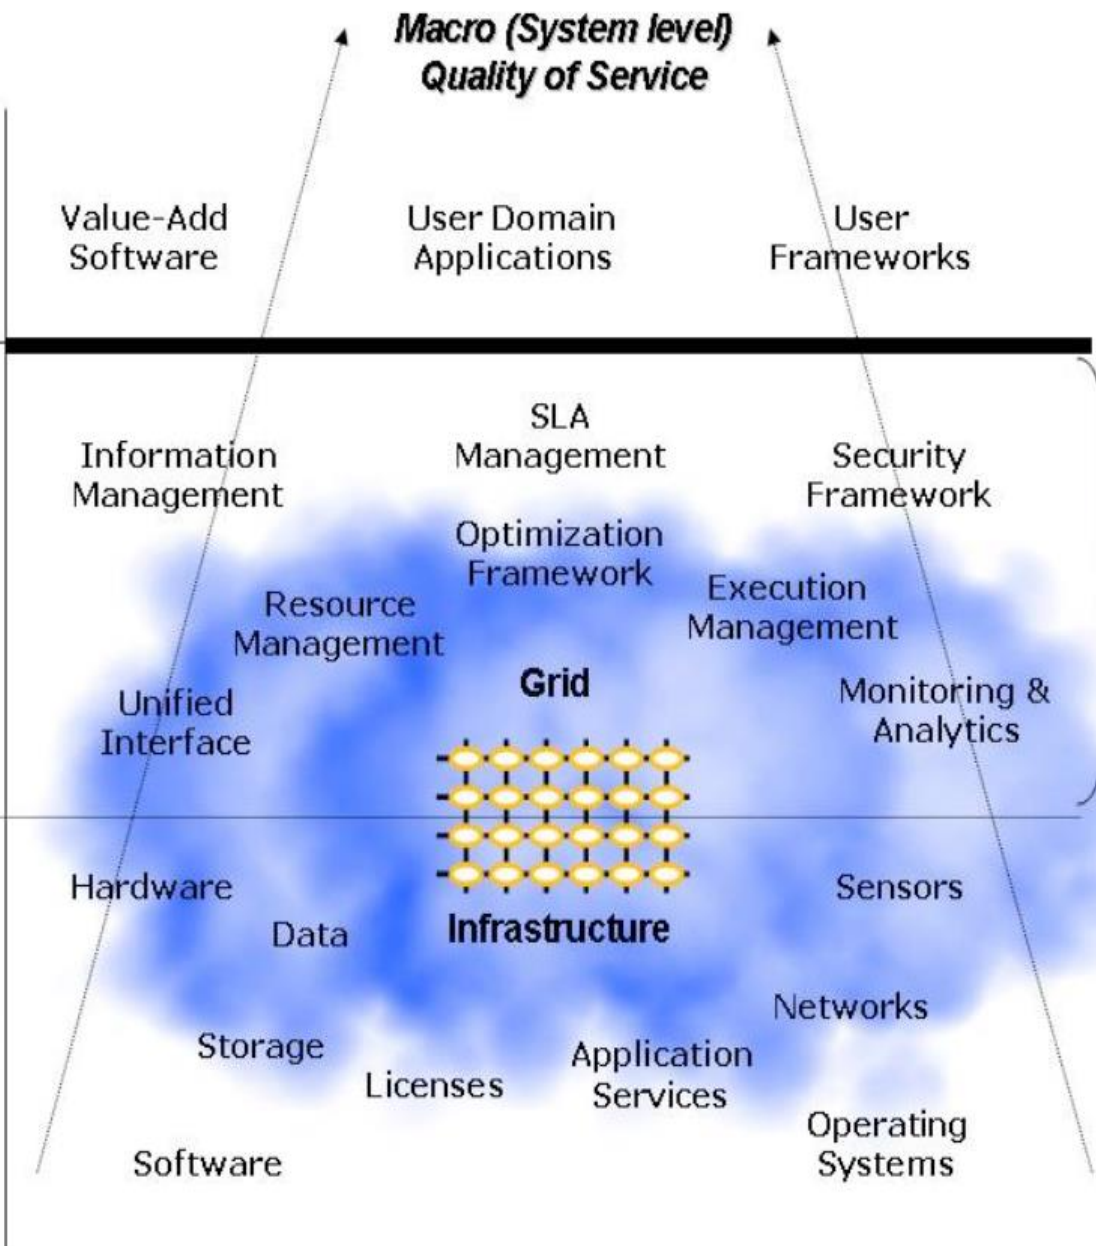 Macro (System level)
Quality of Service
Value-Add
Software
User Domain
Applications
User
Frameworks
Information
Management
SLA
Management
Security
Framework
Optimization
Framework
Resource
Management
Execution
Management
Unified
Interface
Grid
Monitoring &
Analytics
Hardware
Data
Infrastructure
Sensors
Storage
Licenses
Application
Services
Networks
Software
Operating
Systems